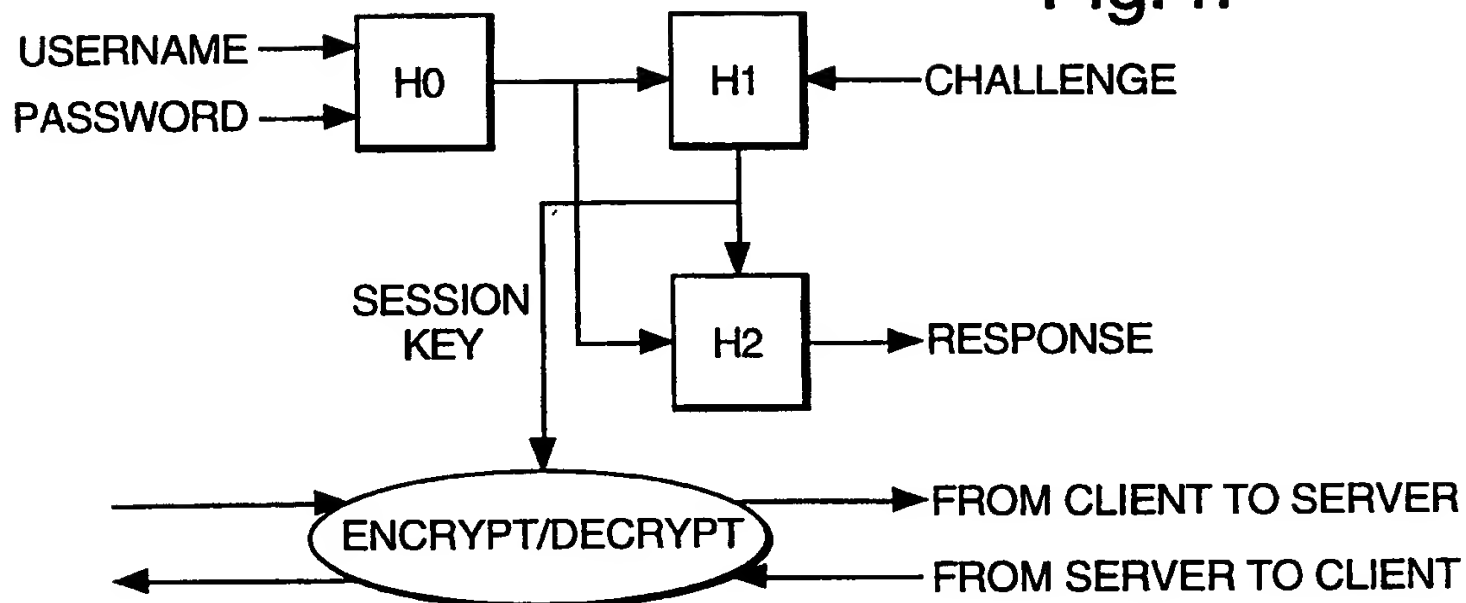 USERNAME
PASSWORD
H0
H1
CHALLENGE
SESSION
KEY
H2
RESPONSE
ENCRYPT/DECRYPT
FROM CLIENT TO SERVER
FROM SERVER TO CLIENT